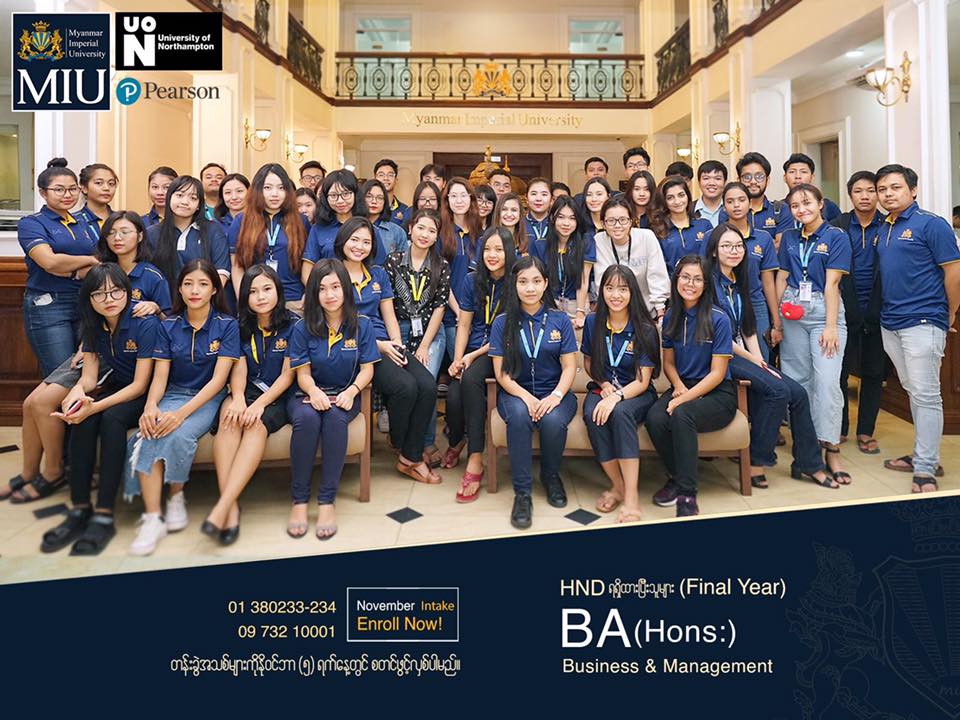 Myanmar
Imperial
University
MIU
UON
University of
Northampton
Pearson
Myanmar Imperial University
01 380233-234
09 732 10001
November Intake
Enroll Now!
တန်းခွဲအသစ်များကိုနိုဝင်ဘာ (၅) ရက်နေ့တွင် စတင်ဖွင့်လှစ်ပါမည်။
HND ရရှိထားပြီးသူများ (Final Year)
BA (Hons:)
Business & Management